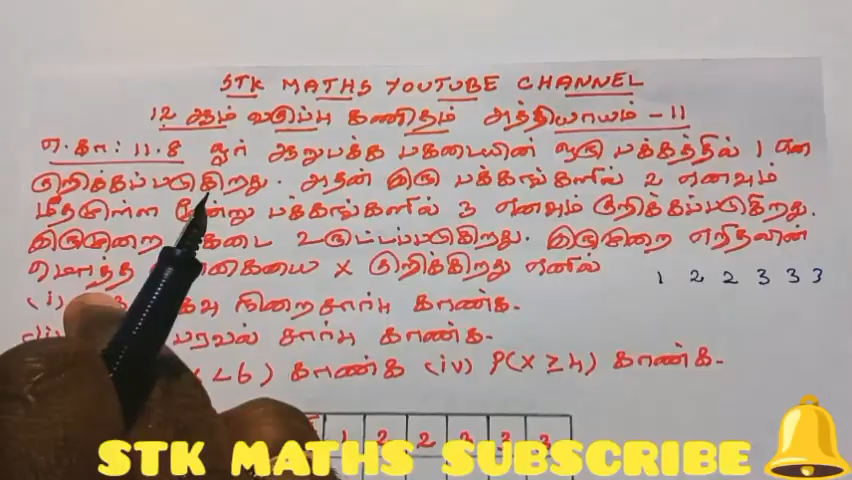 STK MATHS YOUTUBE CHANNEL
12 ஆம் வகுப்பு கணிதம் அத்தியாயம் - 11
எ.கா: 11.8 ஓர் ஆறுபக்க பகடையின் ஒரு பக்கத்தில் 1 என
குறிக்கப்படுகிறது. அதன் இரு பக்கங்களில் 2 எனவும்
மீதமுள்ள மூன்று பக்கங்களில் 3 எனவும் குறிக்கப்படுகிறது.
இருமுறை பகடை உருட்டப்படுகிறது. இருமுறை எறிதலின்
மொத்த X குறிக்கிறது எனில்
1 2 2 3 3 3
(i) நிறைசார்பு காண்க.
பரவல் சார்பு காண்க.
< 6) காண்க (iv) P(X ≥ 4) காண்க.
1 2 2 3 3 3
STK MATHS SUBSCRIBE